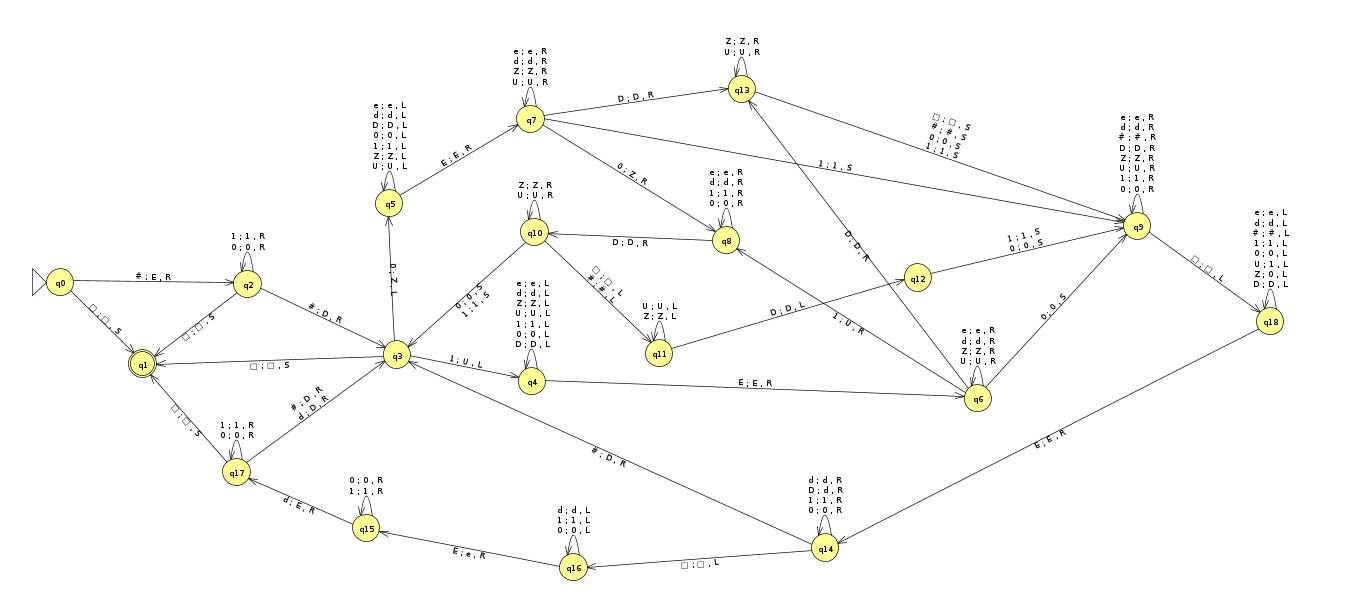 Z ; Z , R
U ; U , R
e ; e , R
d ; d , R
Z ; Z , R
U ; U , R
q13
D ; D , R
q7
e ; e , L
d ; d , L
D ; D , L
0 ; 0 , L
1 ; 1 , L
Z ; Z , L
U ; U , L
E ; E , R
□ ; □ , S
# ; # , S
0 ; 0 , S
1 ; 1 , S
e ; e , R
d ; d , R
# ; # , R
D ; D , R
Z ; Z , R
U ; U , R
1 ; 1 , R
0 ; 0 , R
1 ; 1 , S
0 ; Z , R
q5
Z ; Z , R
U ; U , R
e ; e , R
d ; d , R
1 ; 1 , R
0 ; 0 , R
q9
e ; e , L
d ; d , L
# ; # , L
1 ; 1 , L
0 ; 0 , L
U ; 1 , L
Z ; 0 , L
D ; D , L
q10
D ; D , R
q8
D ; D , R
1 ; 1 , S
0 ; 0 , S
□ ; □ , L
1 ; 1 , R
0 ; 0 , R
q0
# ; E , R
q2
0 ; Z , L
□ ; □ , L
# ; # , L
q12
e ; e , L
d ; d , L
Z ; Z , L
U ; U , L
1 ; 1 , L
0 ; 0 , L
D ; D , L
0 ; 0 , S
1 ; 1 , S
U ; U , L
Z ; Z , L
D ; D , L
1 ; U , R
0 ; 0 , S
□ ; □ , S
□ ; □ , S
# ; D , R
q18
e ; e , R
d ; d , R
Z ; Z , R
U ; U , R
q1
□ ; □ , S
q3
1 ; U , L
q11
q4
E ; E , R
q6
# ; D , R
d ; D , R
□ ; □ , S
1 ; 1 , R
0 ; 0 , R
# ; D , R
E ; E , R
q17
0 ; 0 , R
1 ; 1 , R
d ; d , R
D ; d , R
1 ; 1 , R
0 ; 0 , R
d ; E , R
q15
d ; d , L
1 ; 1 , L
0 ; 0 , L
E ; e , R
q16
□ ; □ , L
q14